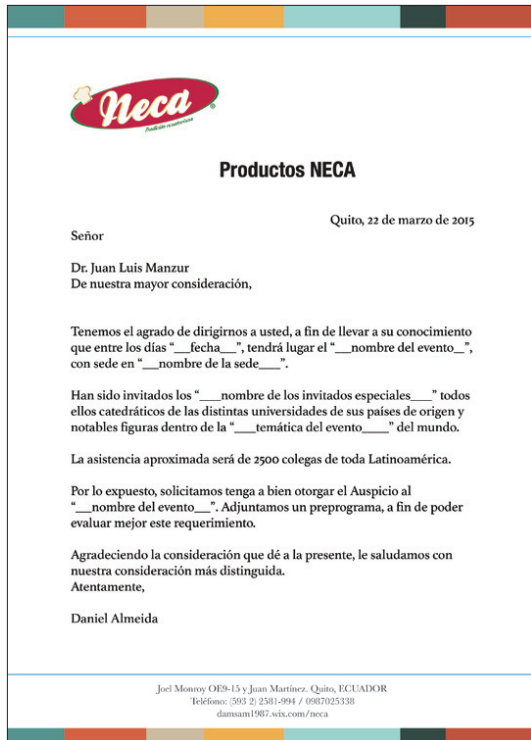 Neca
Tradición ecuatoriana
®
Productos NECA
Quito, 22 de marzo de 2015
Señor
Dr. Juan Luis Manzur
De nuestra mayor consideración,
Tenemos el agrado de dirigirnos a usted, a fin de llevar a su conocimiento
que entre los días “__fecha__”, tendrá lugar el “__nombre del evento_”,
con sede en “___nombre de la sede___”.
Han sido invitados los “___nombre de los invitados especiales___” todos
ellos catedráticos de las distintas universidades de sus países de origen y
notables figuras dentro de la “____temática del evento____” del mundo.
La asistencia aproximada será de 2500 colegas de toda Latinoamérica.
Por lo expuesto, solicitamos tenga a bien otorgar el Auspicio al
“__nombre del evento__”. Adjuntamos un preprograma, a fin de poder
evaluar mejor este requerimiento.
Agradeciendo la consideración que dé a la presente, le saludamos con
nuestra consideración más distinguida.
Atentamente,
Daniel Almeida
Joel Monroy OE9-15 y Juan Martínez. Quito, ECUADOR
Teléfono: (593 2) 2581-994 / 0987025338
damsam1987.wix.com/neca